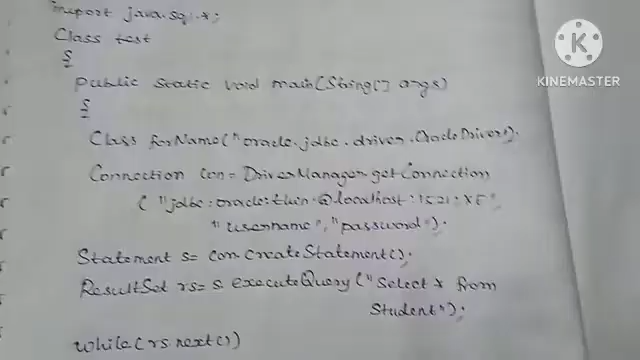 import java.sql.*;
Class test
{
public static void main(String[] args)
{
Class forName("oracle.jdbc.driver.OracleDriver");
Connection con = DriverManager.getConnection
( "jdbc:oracle:thin:@localhost:1521:XE",
"username","password");
Statement s= con.createStatement();
ResultSet rs= s.executeQuery("Select * from
Student");
while(rs.next())
K
KINEMASTER